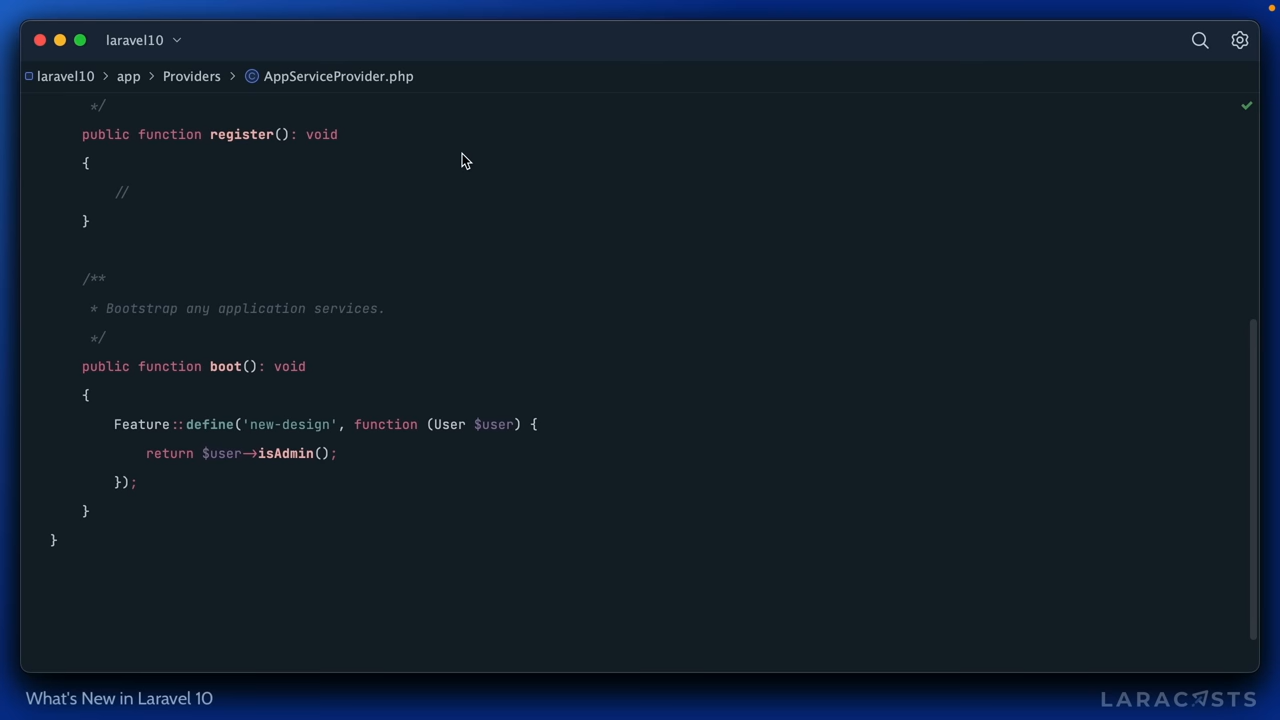 laravel10
laravel10 > app > Providers > © AppServiceProvider.php
*/
public function register(): void
{
//
}
/**
* Bootstrap any application services.
*/
public function boot(): void
{
Feature::define('new-design', function (User $user) {
return $user->isAdmin();
});
}
}
What's New in Laravel 10
LARACASTS